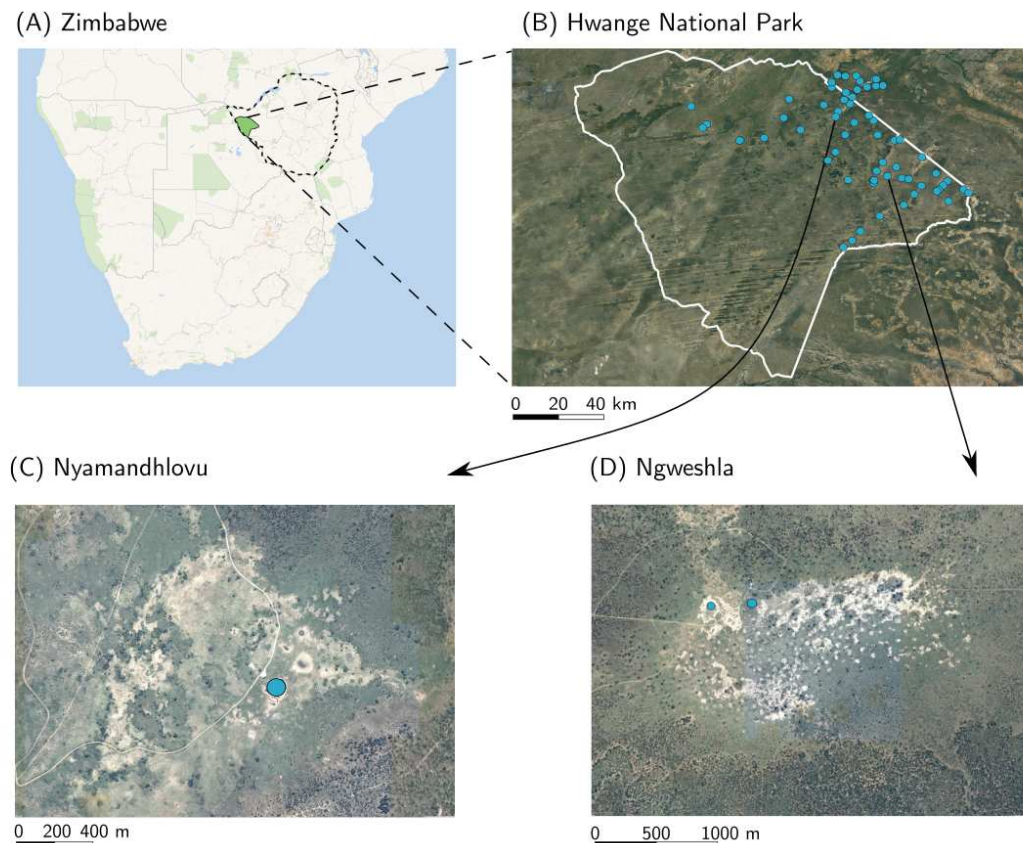 (A) Zimbabwe
(B) Hwange National Park
0 20 40 km
(C) Nyamandhlovu
(D) Ngweshla
0 200 400 m
0 500 1000 m